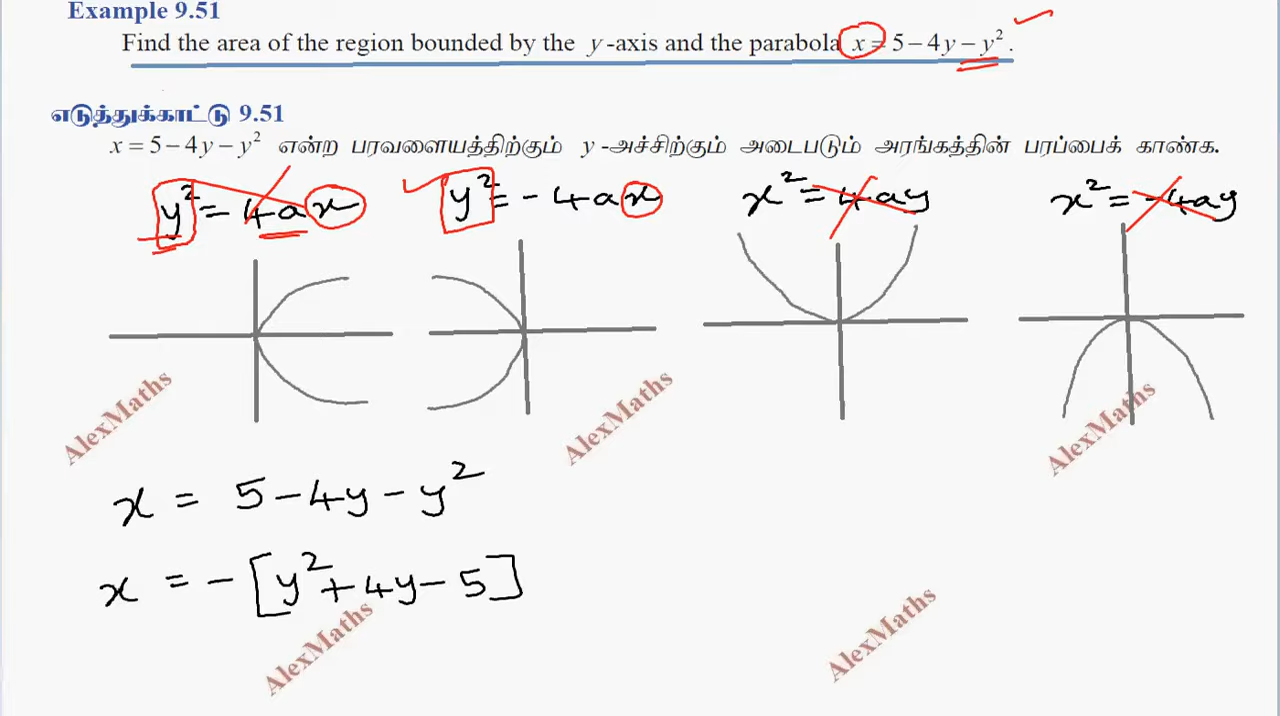 Example 9.51
Find the area of the region bounded by the y-axis and the parabola x = 5 − 4y − y².
எடுத்துக்காட்டு 9.51
x = 5 − 4y − y² என்ற பரவளையத்திற்கும் y -அச்சிற்கும் அடைபடும் அரங்கத்தின் பரப்பைக் காண்க.
y² = 4ax y² = -4ax x² = 4ay x² = -4ay
AlexMaths AlexMaths AlexMaths
x = 5 - 4y - y²
x = -[y² + 4y - 5]
AlexMaths AlexMaths